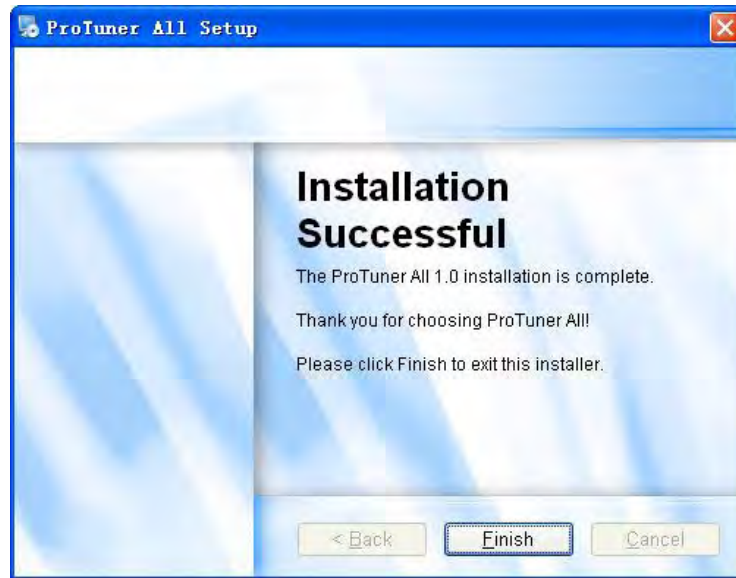 ProTuner All Setup
Installation
Successful
The ProTuner All 1.0 installation is complete.
Thank you for choosing ProTuner All!
Please click Finish to exit this installer.
< Back
Finish
Cancel